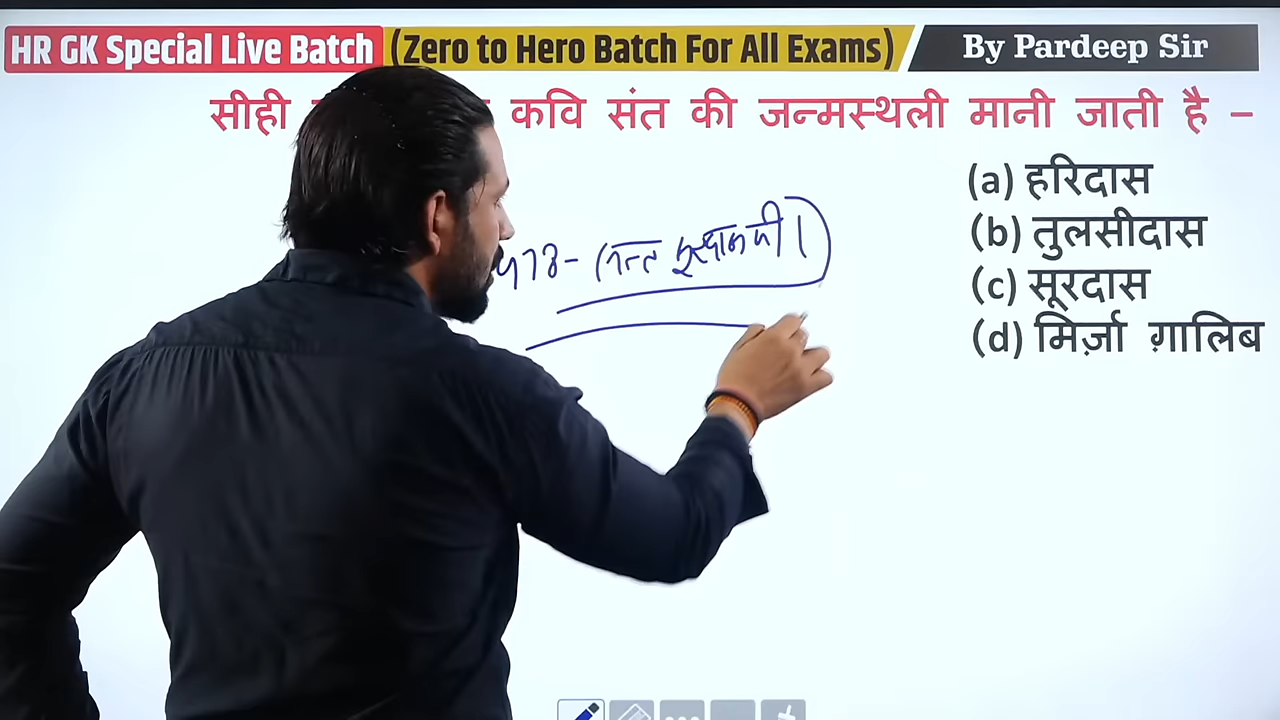 HR GK Special Live Batch (Zero to Hero Batch For All Exams) By Pardeep Sir
सीही कवि संत की जन्मस्थली मानी जाती है –
(a) हरिदास
(b) तुलसीदास
(c) सूरदास
(d) मिर्ज़ा ग़ालिब